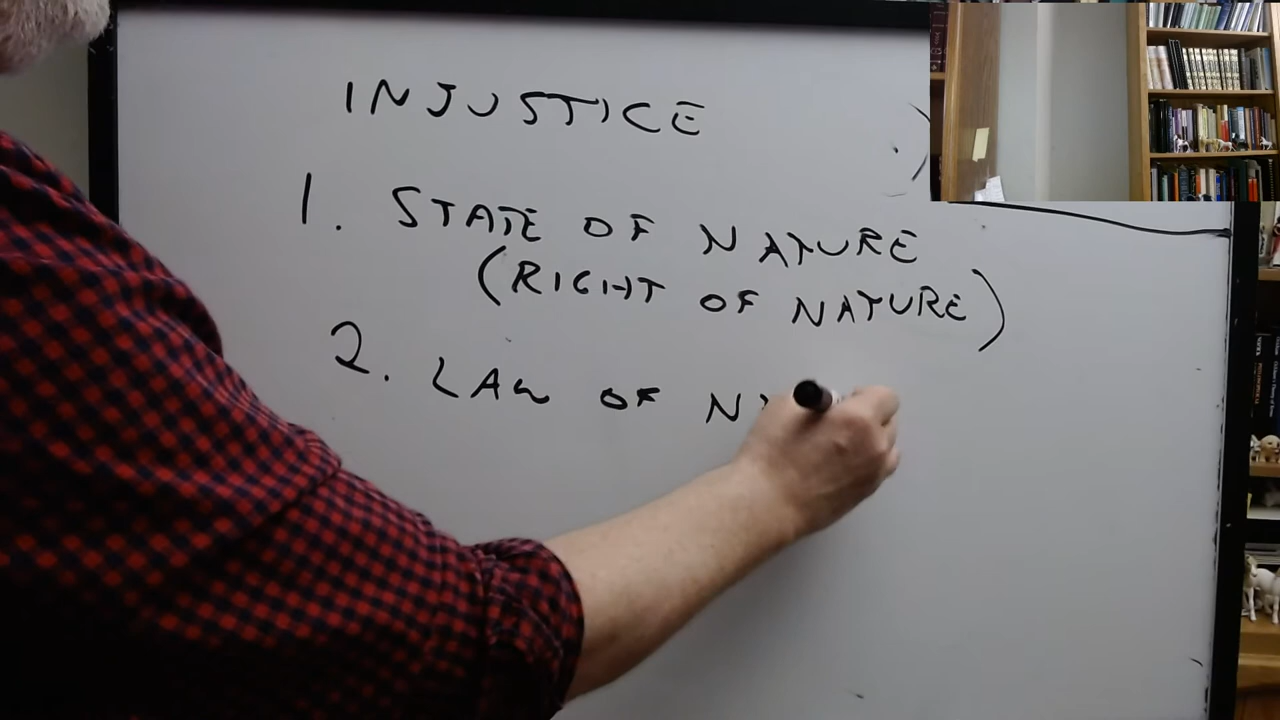 INJUSTICE
1. STATE OF NATURE
(RIGHT OF NATURE)
2. LAW OF